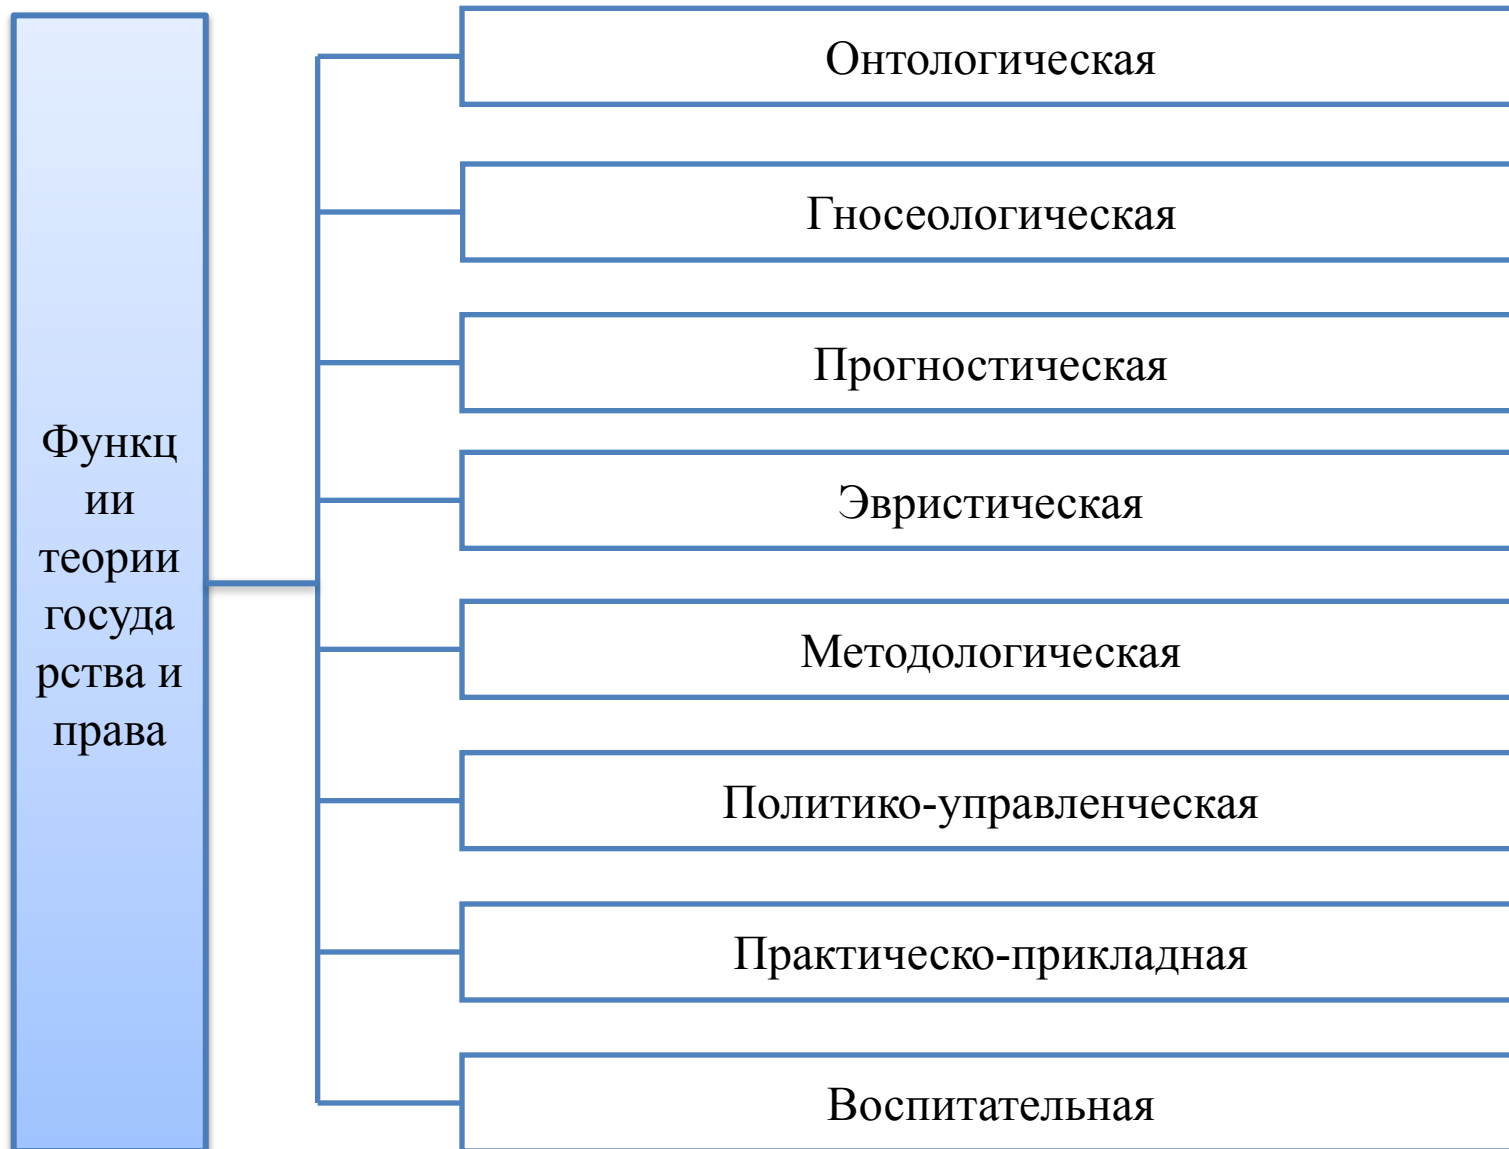 Функц
ии
теории
госуда
рства и
права
Онтологическая
Гносеологическая
Прогностическая
Эвристическая
Методологическая
Политико-управленческая
Практическо-прикладная
Воспитательная